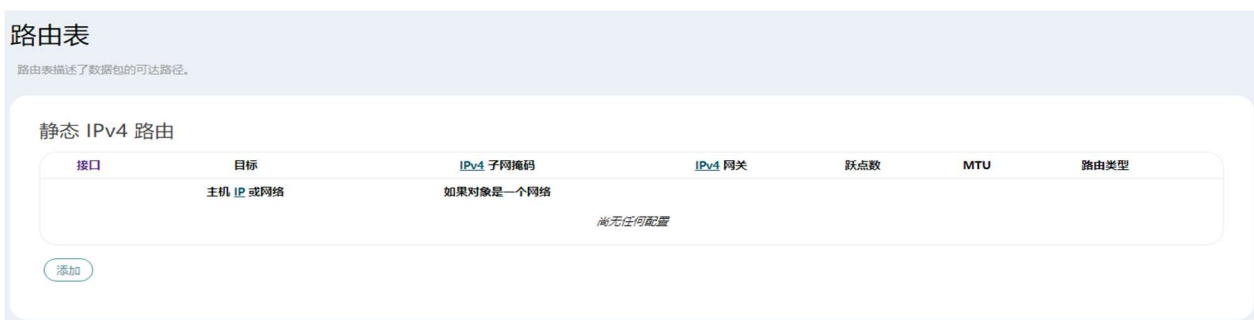 路由表
路由表描述了数据包的可达路径。
静态 IPv4 路由
接口 目标 IPv4 子网掩码 IPv4 网关 跃点数 MTU 路由类型
主机 IP 或网络 如果对象是一个网络
尚无任何配置
添加